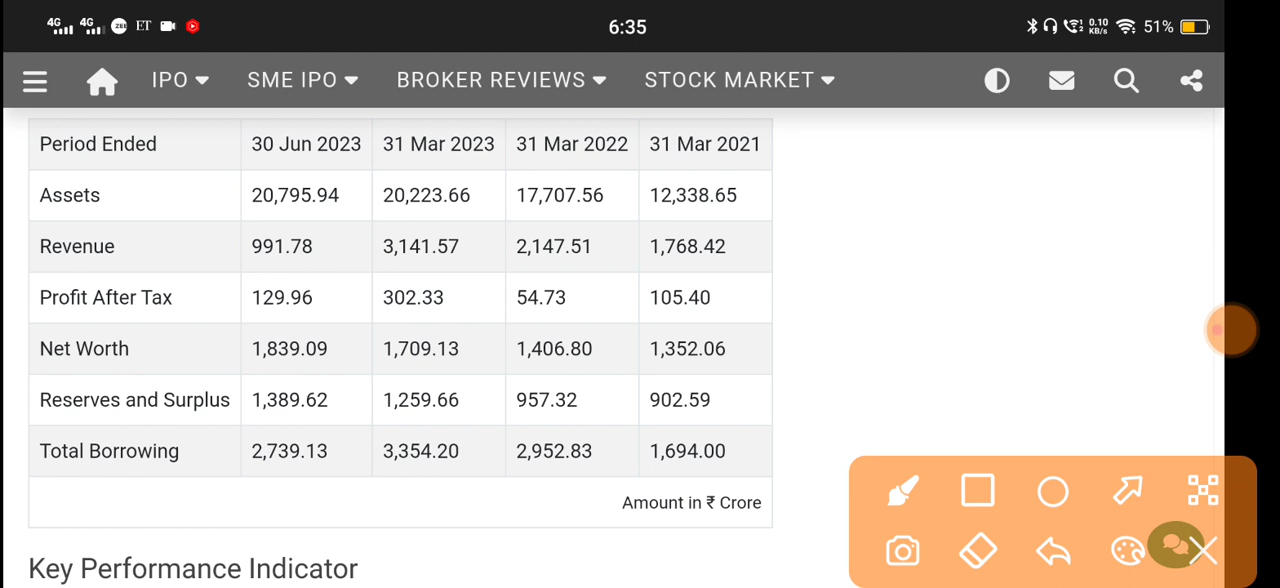 4G 4G ZEE ET 6:35 0.10 KB/s 51%
IPO SME IPO BROKER REVIEWS STOCK MARKET
Period Ended 30 Jun 2023 31 Mar 2023 31 Mar 2022 31 Mar 2021
Assets 20,795.94 20,223.66 17,707.56 12,338.65
Revenue 991.78 3,141.57 2,147.51 1,768.42
Profit After Tax 129.96 302.33 54.73 105.40
Net Worth 1,839.09 1,709.13 1,406.80 1,352.06
Reserves and Surplus 1,389.62 1,259.66 957.32 902.59
Total Borrowing 2,739.13 3,354.20 2,952.83 1,694.00
Amount in ₹ Crore
Key Performance Indicator